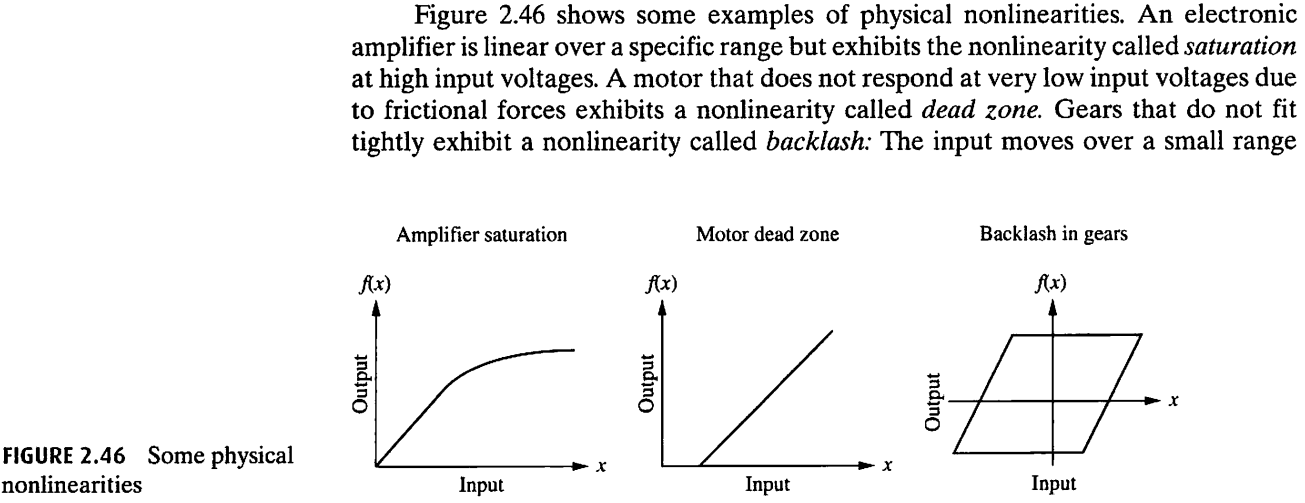 Figure 2.46 shows some examples of physical nonlinearities. An electronic
amplifier is linear over a specific range but exhibits the nonlinearity called saturation
at high input voltages. A motor that does not respond at very low input voltages due
to frictional forces exhibits a nonlinearity called dead zone. Gears that do not fit
tightly exhibit a nonlinearity called backlash: The input moves over a small range
Amplifier saturation
f(x)
Output
Input
x
Motor dead zone
f(x)
Output
Input
x
Backlash in gears
f(x)
Output
Input
x
FIGURE 2.46 Some physical
nonlinearities